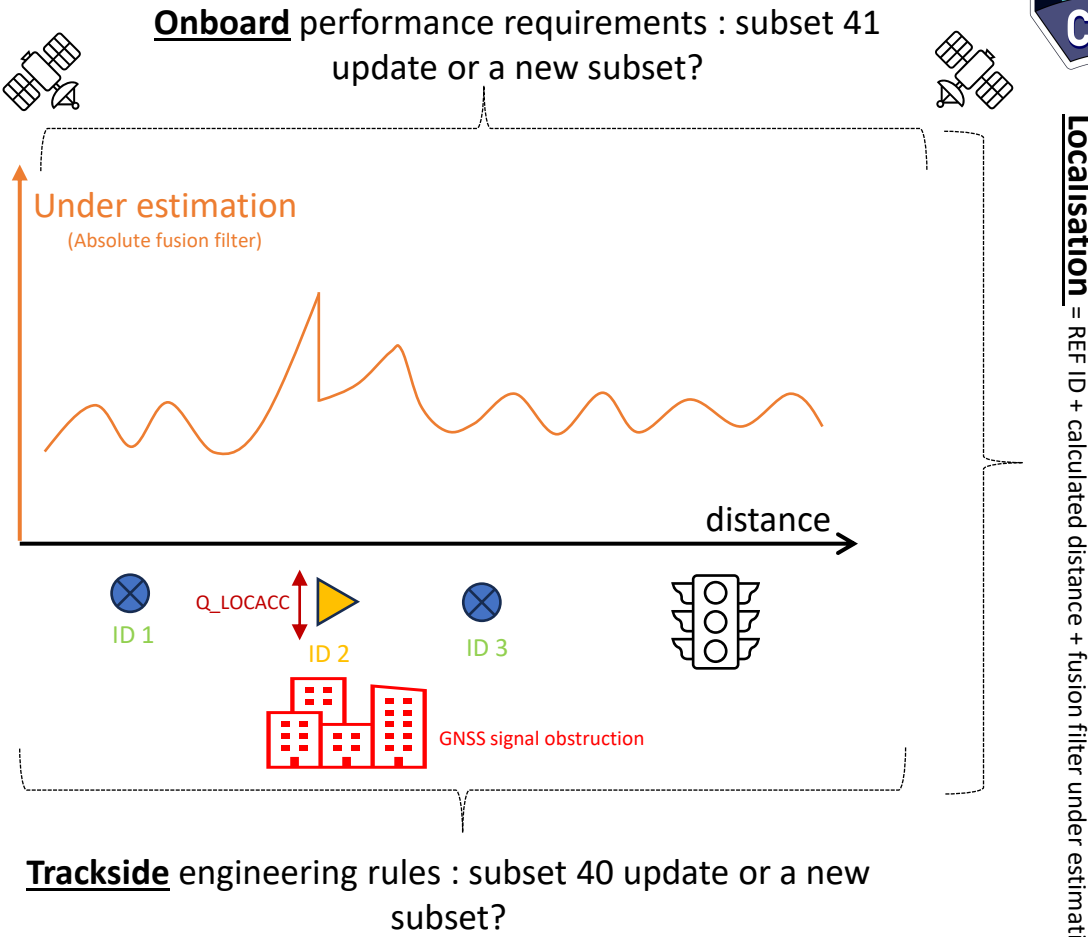 Onboard performance requirements : subset 41
update or a new subset?
C
Under estimation
(Absolute fusion filter)
distance
Q_LOCACC
ID 1
ID 2
ID 3
GNSS signal obstruction
Localisation = REF ID + calculated distance + fusion filter under estimati
Trackside engineering rules : subset 40 update or a new
subset?